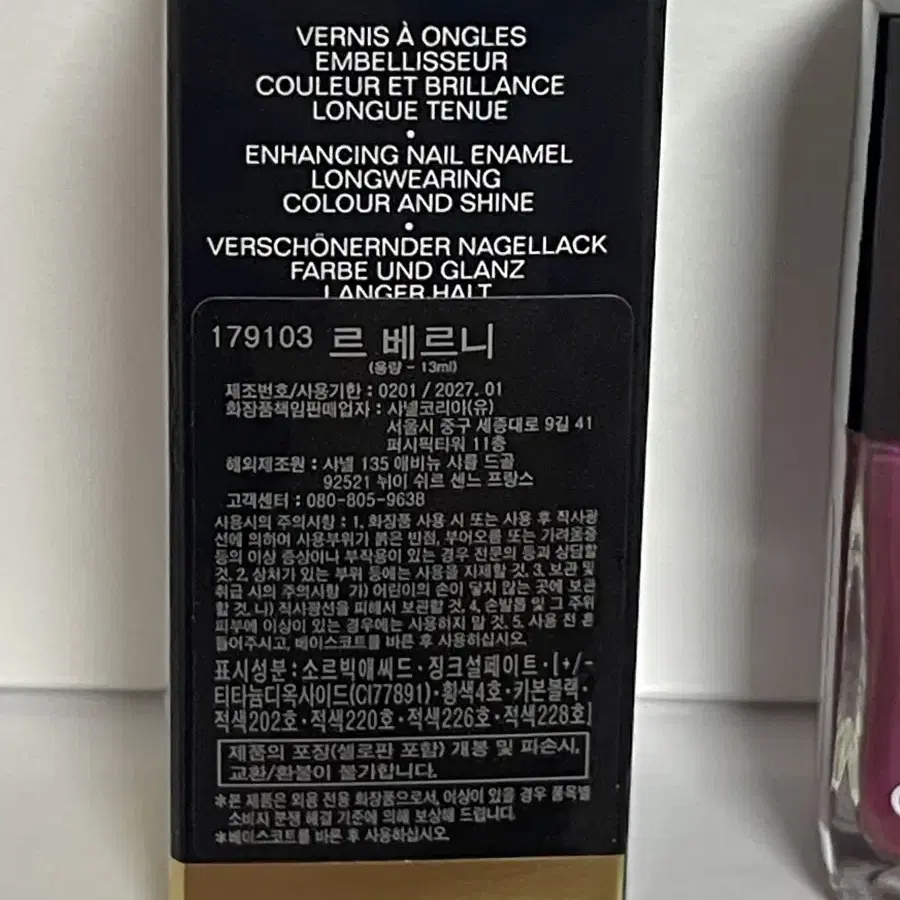 VERNIS À ONGLES
EMBELLISSEUR
COULEUR ET BRILLANCE
LONGUE TENUE
•
ENHANCING NAIL ENAMEL
LONGWEARING
COLOUR AND SHINE
•
VERSCHÖNERNDER NAGELLACK
FARBE UND GLANZ
LANGER HALT
179103 르 베르니
(용량 - 13ml)
제조번호/사용기한 : 0201 / 2027. 01
화장품책임판매업자 : 샤넬코리아(유)
서울시 중구 세종대로 9길 41
퍼시픽타워 11층
해외제조원 : 샤넬 135 애비뉴 샤를 드골
92521 뉘이 쉬르 센느 프랑스
고객센터 : 080-805-9638
사용시의 주의사항 : 1. 화장품 사용 시 또는 사용 후 직사광
선에 의하여 사용부위가 붉은 반점, 부어오름 또는 가려움증
등의 이상 증상이나 부작용이 있는 경우 전문의 등과 상담할
것. 2. 상처가 있는 부위 등에는 사용을 자제할 것. 3. 보관 및
취급 시의 주의사항 가) 어린이의 손이 닿지 않는 곳에 보관
할 것. 나) 직사광선을 피해서 보관할 것. 4. 손발톱 및 그 주위
피부에 이상이 있는 경우에는 사용하지 말 것. 5. 사용 전 흔
들어주시고, 베이스코트를 바른 후 사용하십시오.
표시성분 : 소르빅애씨드 · 징크설페이트 · [+/-
티타늄디옥사이드(CI77891) · 황색4호 · 카본블랙 ·
적색202호 · 적색220호 · 적색226호 · 적색228호]
제품의 포장(셀로판 포함) 개봉 및 파손시,
교환/환불이 불가합니다.
*본 제품은 외용 전용 화장품으로서, 이상이 있을 경우 품목별
소비자 분쟁 해결 기준에 의해 보상해 드립니다.
*베이스코트를 바른 후 사용하십시오.